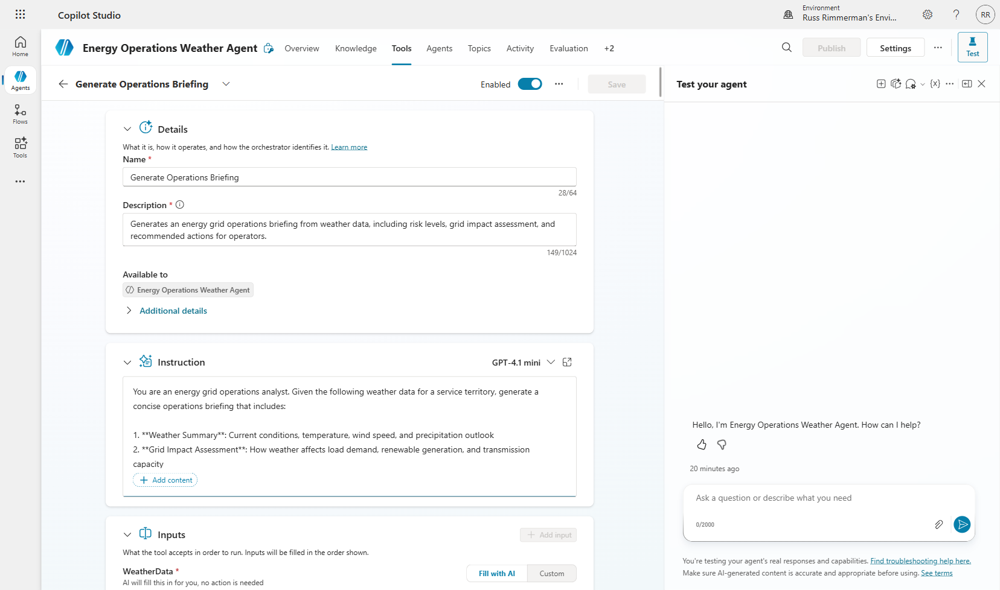 Copilot Studio
Environment
Russ Rimmerman's Envi...
RR
Home
Agents
Flows
Tools
Energy Operations Weather Agent
Overview
Knowledge
Tools
Agents
Topics
Activity
Evaluation
+2
Publish
Settings
Test
Generate Operations Briefing
Enabled
Save
Details
What it is, how it operates, and how the orchestrator identifies it. Learn more
Name *
Generate Operations Briefing
28/64
Description *
Generates an energy grid operations briefing from weather data, including risk levels, grid impact assessment, and
recommended actions for operators.
149/1024
Available to
Energy Operations Weather Agent
Additional details
Instruction
GPT-4.1 mini
You are an energy grid operations analyst. Given the following weather data for a service territory, generate a
concise operations briefing that includes:
1. **Weather Summary**: Current conditions, temperature, wind speed, and precipitation outlook
2. **Grid Impact Assessment**: How weather affects load demand, renewable generation, and transmission
capacity
Add content
Inputs
Add input
What the tool accepts in order to run. Inputs will be filled in the order shown.
WeatherData *
AI will fill this in for you, no action is needed
Fill with AI
Custom
Test your agent
{x}
Hello, I'm Energy Operations Weather Agent. How can I help?
20 minutes ago
Ask a question or describe what you need
0/2000
You're testing your agent's real responses and capabilities. Find troubleshooting help here.
Make sure AI-generated content is accurate and appropriate before using. See terms